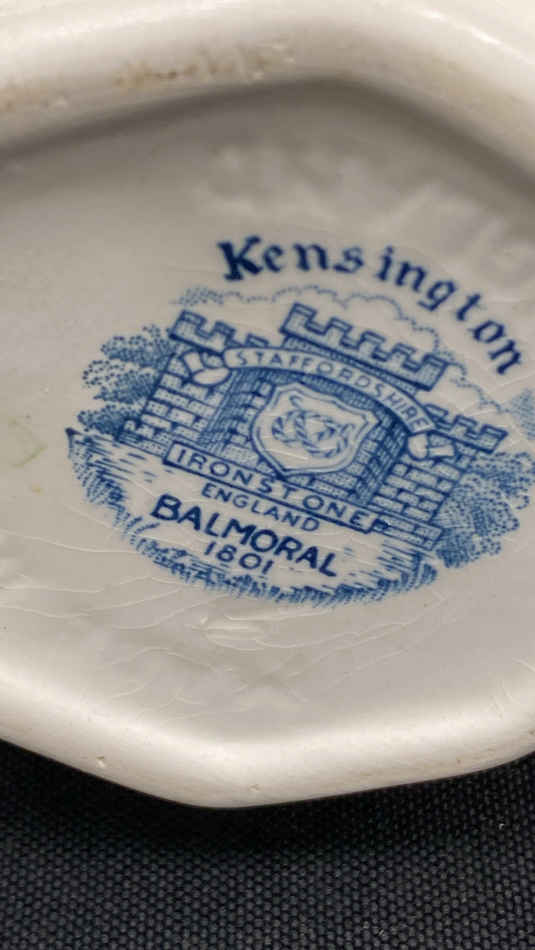 Kensington
STAFFORDSHIRE
IRONSTONE
ENGLAND
BALMORAL
1801